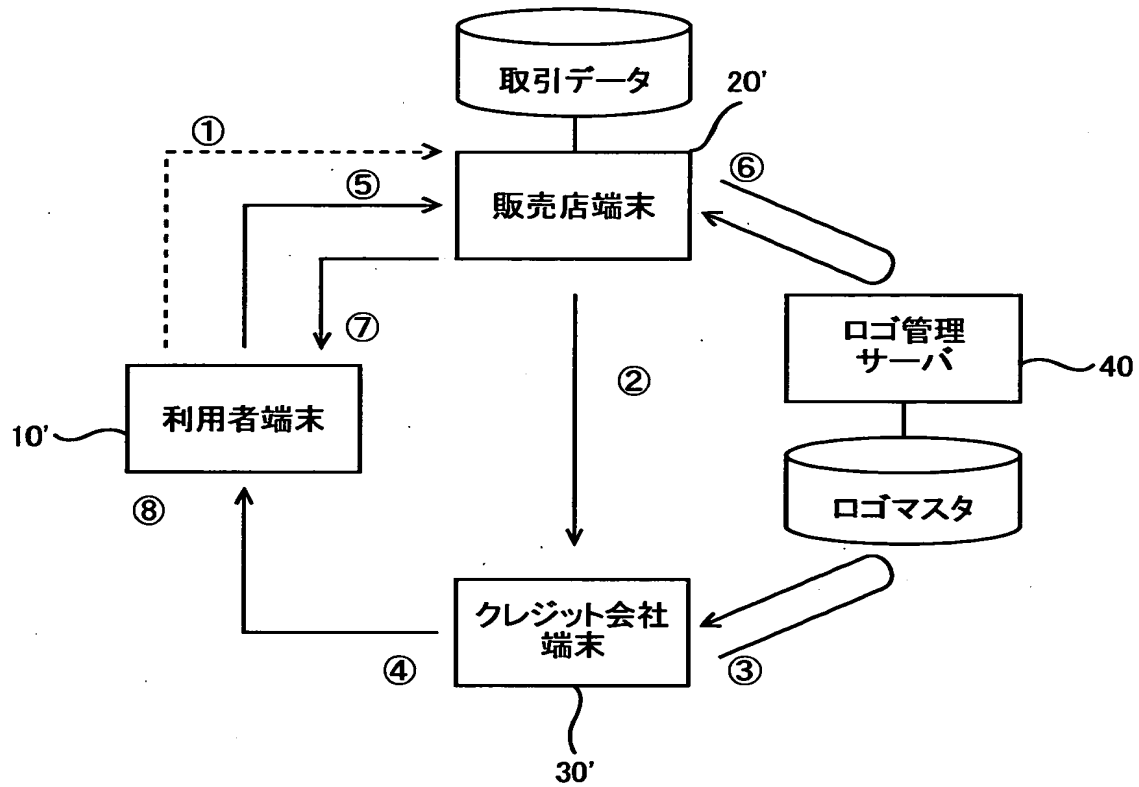 取引データ
20'
①
⑥
⑤
販売店端末
⑦
ロゴ管理
サーバ
40
②
利用者端末
10'
ロゴマスタ
⑧
クレジット会社
端末
④
③
30'